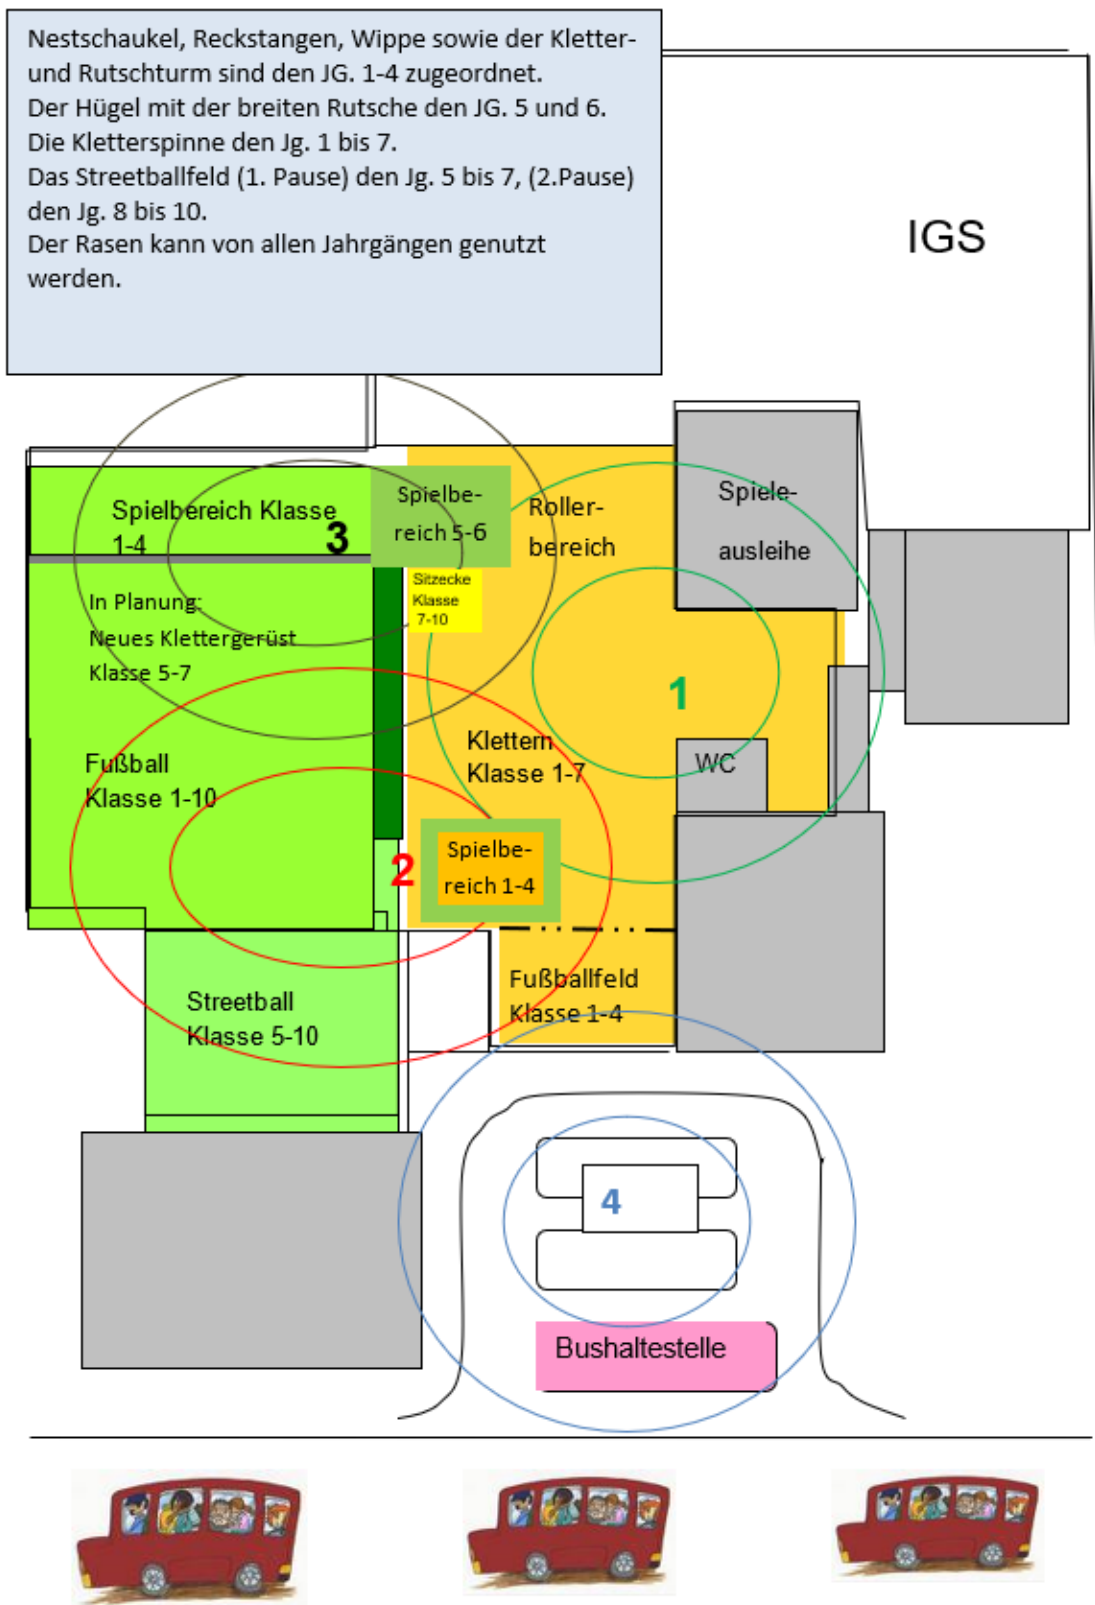 Nestschaukel, Reckstangen, Wippe sowie der Kletter-
und Rutschturm sind den JG. 1-4 zugeordnet.
Der Hügel mit der breiten Rutsche den JG. 5 und 6.
Die Kletterspinne den Jg. 1 bis 7.
Das Streetballfeld (1. Pause) den Jg. 5 bis 7, (2.Pause)
den Jg. 8 bis 10.
Der Rasen kann von allen Jahrgängen genutzt
werden.
IGS
Spielbereich Klasse
1-4
3
Spielbe-
reich 5-6
Roller-
bereich
Spiele-
ausleihe
Sitzecke
Klasse
7-10
In Planung:
Neues Klettergerüst
Klasse 5-7
1
Klettern
Klasse 1-7
WC
Fußball
Klasse 1-10
2
Spielbe-
reich 1-4
Fußballfeld
Klasse 1-4
Streetball
Klasse 5-10
4
Bushaltestelle